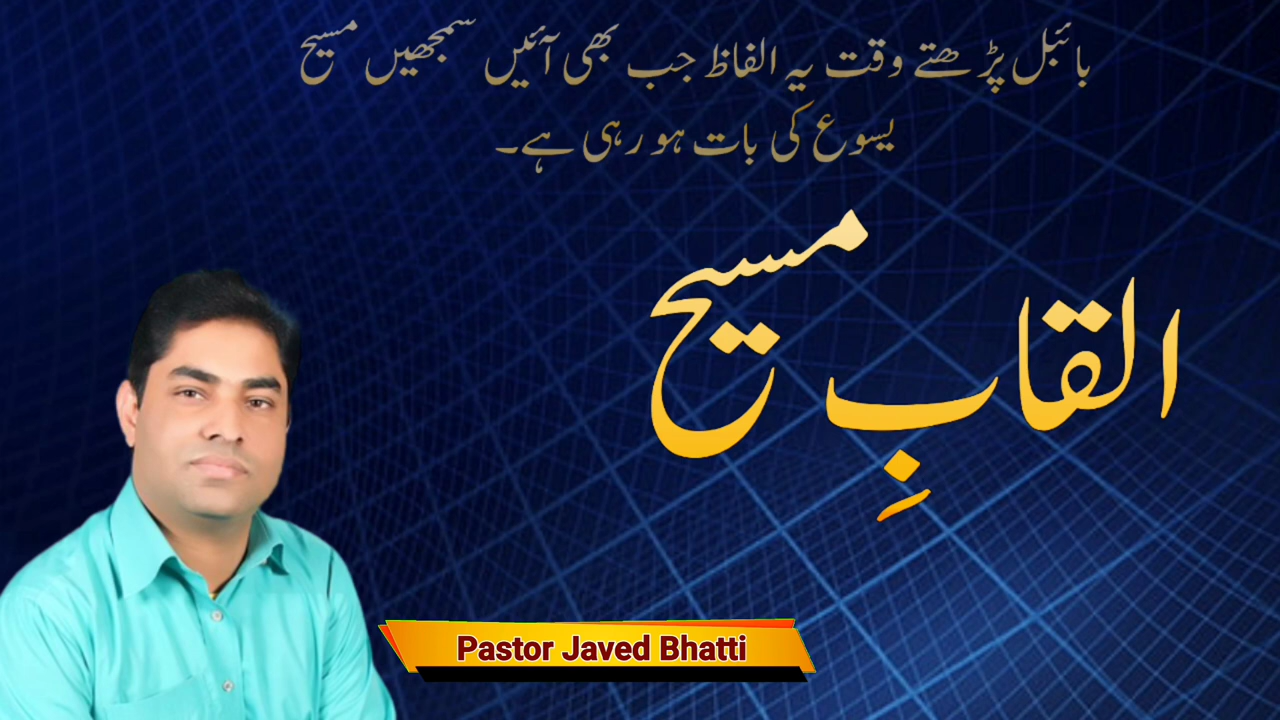 بائبل پڑھتے وقت یہ الفاظ جب بھی آئیں سمجھیں مسیح
یسوع کی بات ہو رہی ہے۔
القابِ مسیح
Pastor Javed Bhatti